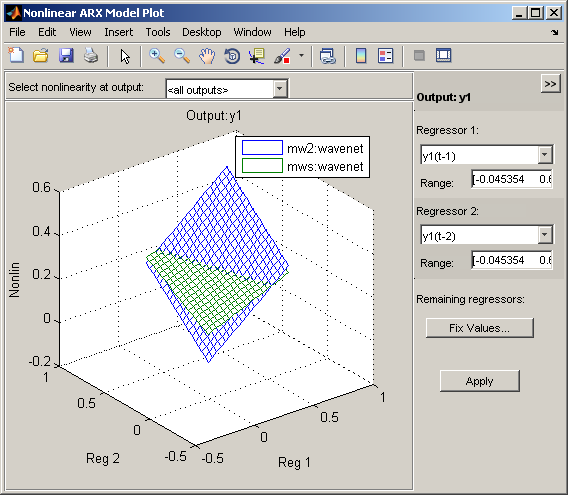 Nonlinear ARX Model Plot
File Edit View Insert Tools Desktop Window Help
Select nonlinearity at output: <all outputs>
Output:y1
mw2:wavenet
mws:wavenet
0.6
0.4
0.2
0
-0.2
Nonlin
1
0.5
0
-0.5
Reg 2
-0.5
0
0.5
1
Reg 1
>>
Output: y1
Regressor 1:
y1(t-1)
Range: [-0.045354 0.6
Regressor 2:
y1(t-2)
Range: [-0.045354 0.6
Remaining regressors:
Fix Values...
Apply